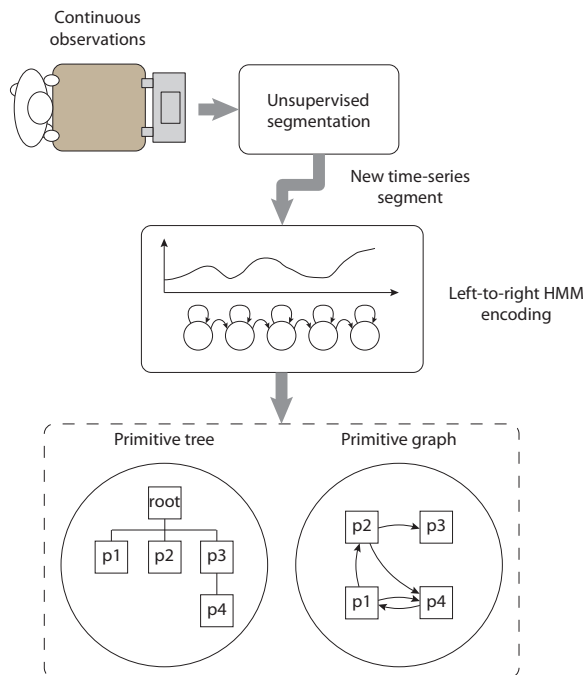 Continuous
observations
Unsupervised
segmentation
New time-series
segment
Left-to-right HMM
encoding
Primitive tree
Primitive graph
root
p1
p2
p3
p4
p2
p3
p1
p4